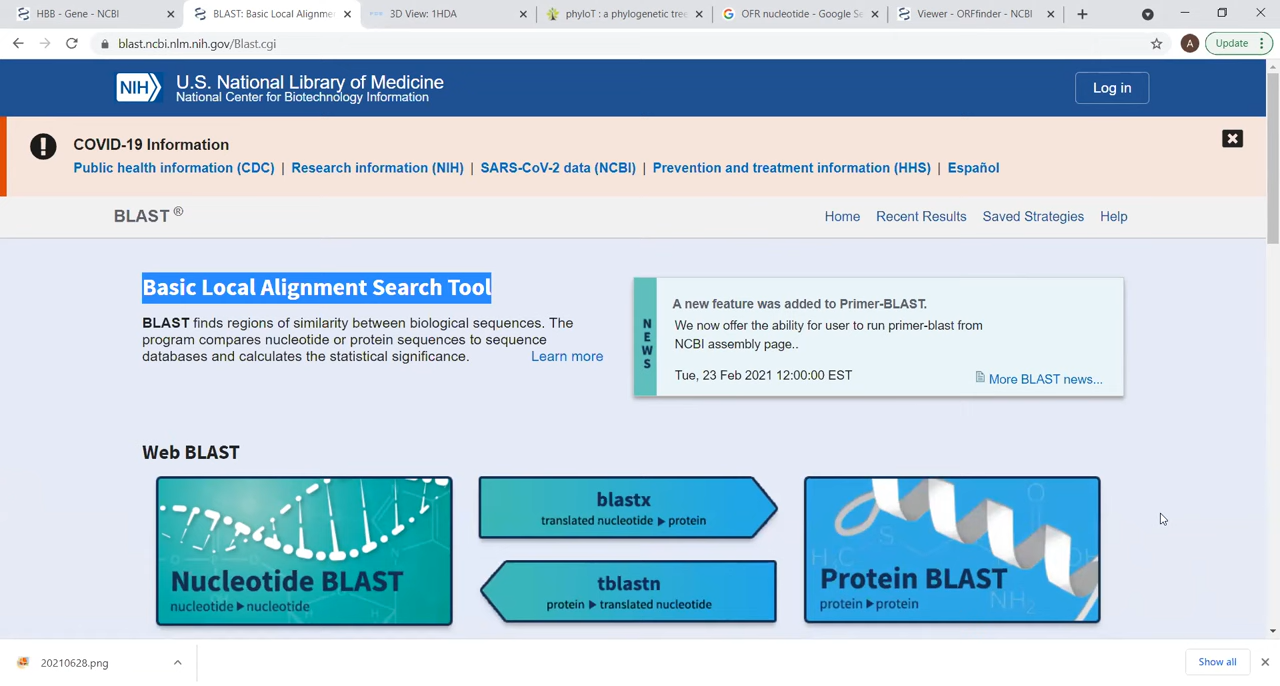 HBB - Gene - NCBI
BLAST: Basic Local Alignme
3D View: 1HDA
phyloT : a phylogenetic tree
OFR nucleotide - Google Se
Viewer - ORFfinder - NCBI
blast.ncbi.nlm.nih.gov/Blast.cgi
A
Update
NIH
U.S. National Library of Medicine
National Center for Biotechnology Information
Log in
COVID-19 Information
Public health information (CDC) | Research information (NIH) | SARS-CoV-2 data (NCBI) | Prevention and treatment information (HHS) | Español
BLAST ®
Home
Recent Results
Saved Strategies
Help
Basic Local Alignment Search Tool
BLAST finds regions of similarity between biological sequences. The
program compares nucleotide or protein sequences to sequence
databases and calculates the statistical significance.
Learn more
NEWS
A new feature was added to Primer-BLAST.
We now offer the ability for user to run primer-blast from
NCBI assembly page..
Tue, 23 Feb 2021 12:00:00 EST
More BLAST news...
Web BLAST
Nucleotide BLAST
nucleotide ▶ nucleotide
blastx
translated nucleotide ▶ protein
tblastn
protein ▶ translated nucleotide
Protein BLAST
protein ▶ protein
20210628.png
Show all